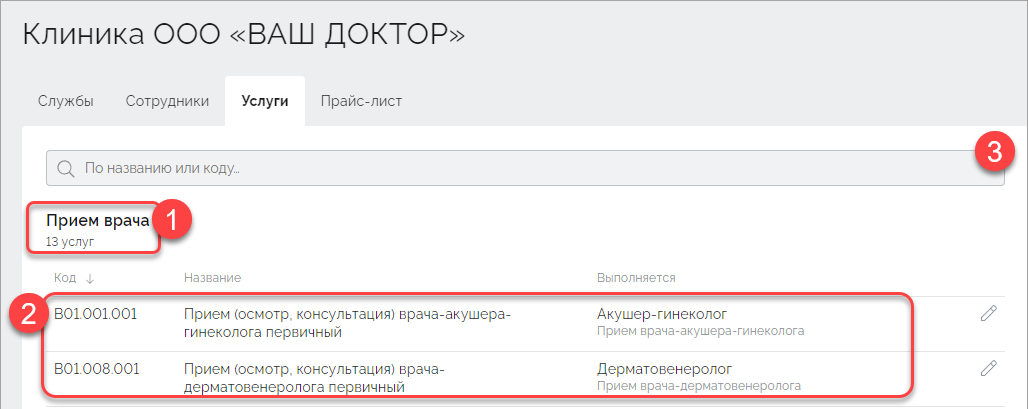 Клиника ООО «ВАШ ДОКТОР»
Службы Сотрудники Услуги Прайс-лист
3
По названию или коду...
Прием врача 1
13 услуг
Код ↓ Название Выполняется
2
B01.001.001 Прием (осмотр, консультация) врача-акушера- Акушер-гинеколог
гинеколога первичный Прием врача-акушера-гинеколога
B01.008.001 Прием (осмотр, консультация) врача- Дерматовенеролог
дерматовенеролога первичный Прием врача-дерматовенеролога